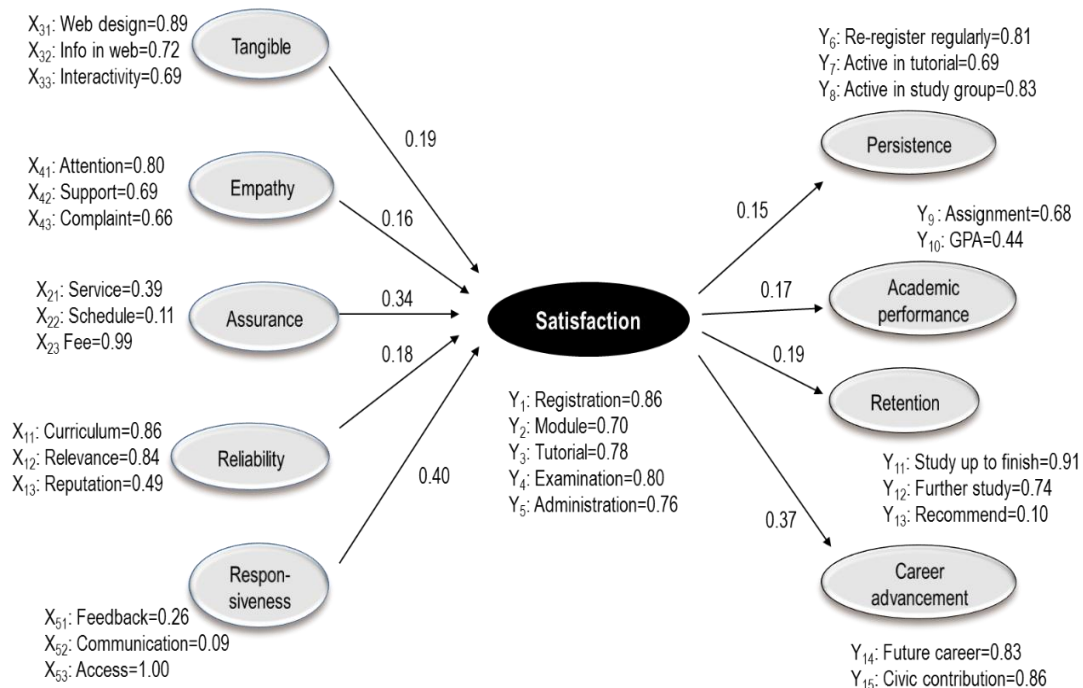 X₃₁: Web design=0.89
X₃₂: Info in web=0.72
X₃₃: Interactivity=0.69
Tangible
0.19
X₄₁: Attention=0.80
X₄₂: Support=0.69
X₄₃: Complaint=0.66
Empathy
0.16
X₂₁: Service=0.39
X₂₂: Schedule=0.11
X₂₃ Fee=0.99
Assurance
0.34
X₁₁: Curriculum=0.86
X₁₂: Relevance=0.84
X₁₃: Reputation=0.49
Reliability
0.18
Respon-
siveness
0.40
X₅₁: Feedback=0.26
X₅₂: Communication=0.09
X₅₃: Access=1.00
Satisfaction
Y₁: Registration=0.86
Y₂: Module=0.70
Y₃: Tutorial=0.78
Y₄: Examination=0.80
Y₅: Administration=0.76
Y₆: Re-register regularly=0.81
Y₇: Active in tutorial=0.69
Y₈: Active in study group=0.83
Persistence
0.15
Y₉: Assignment=0.68
Y₁₀: GPA=0.44
Academic
performance
0.17
0.19
Retention
Y₁₁: Study up to finish=0.91
Y₁₂: Further study=0.74
Y₁₃: Recommend=0.10
0.37
Career
advancement
Y₁₄: Future career=0.83
Y₁₅: Civic contribution=0.86